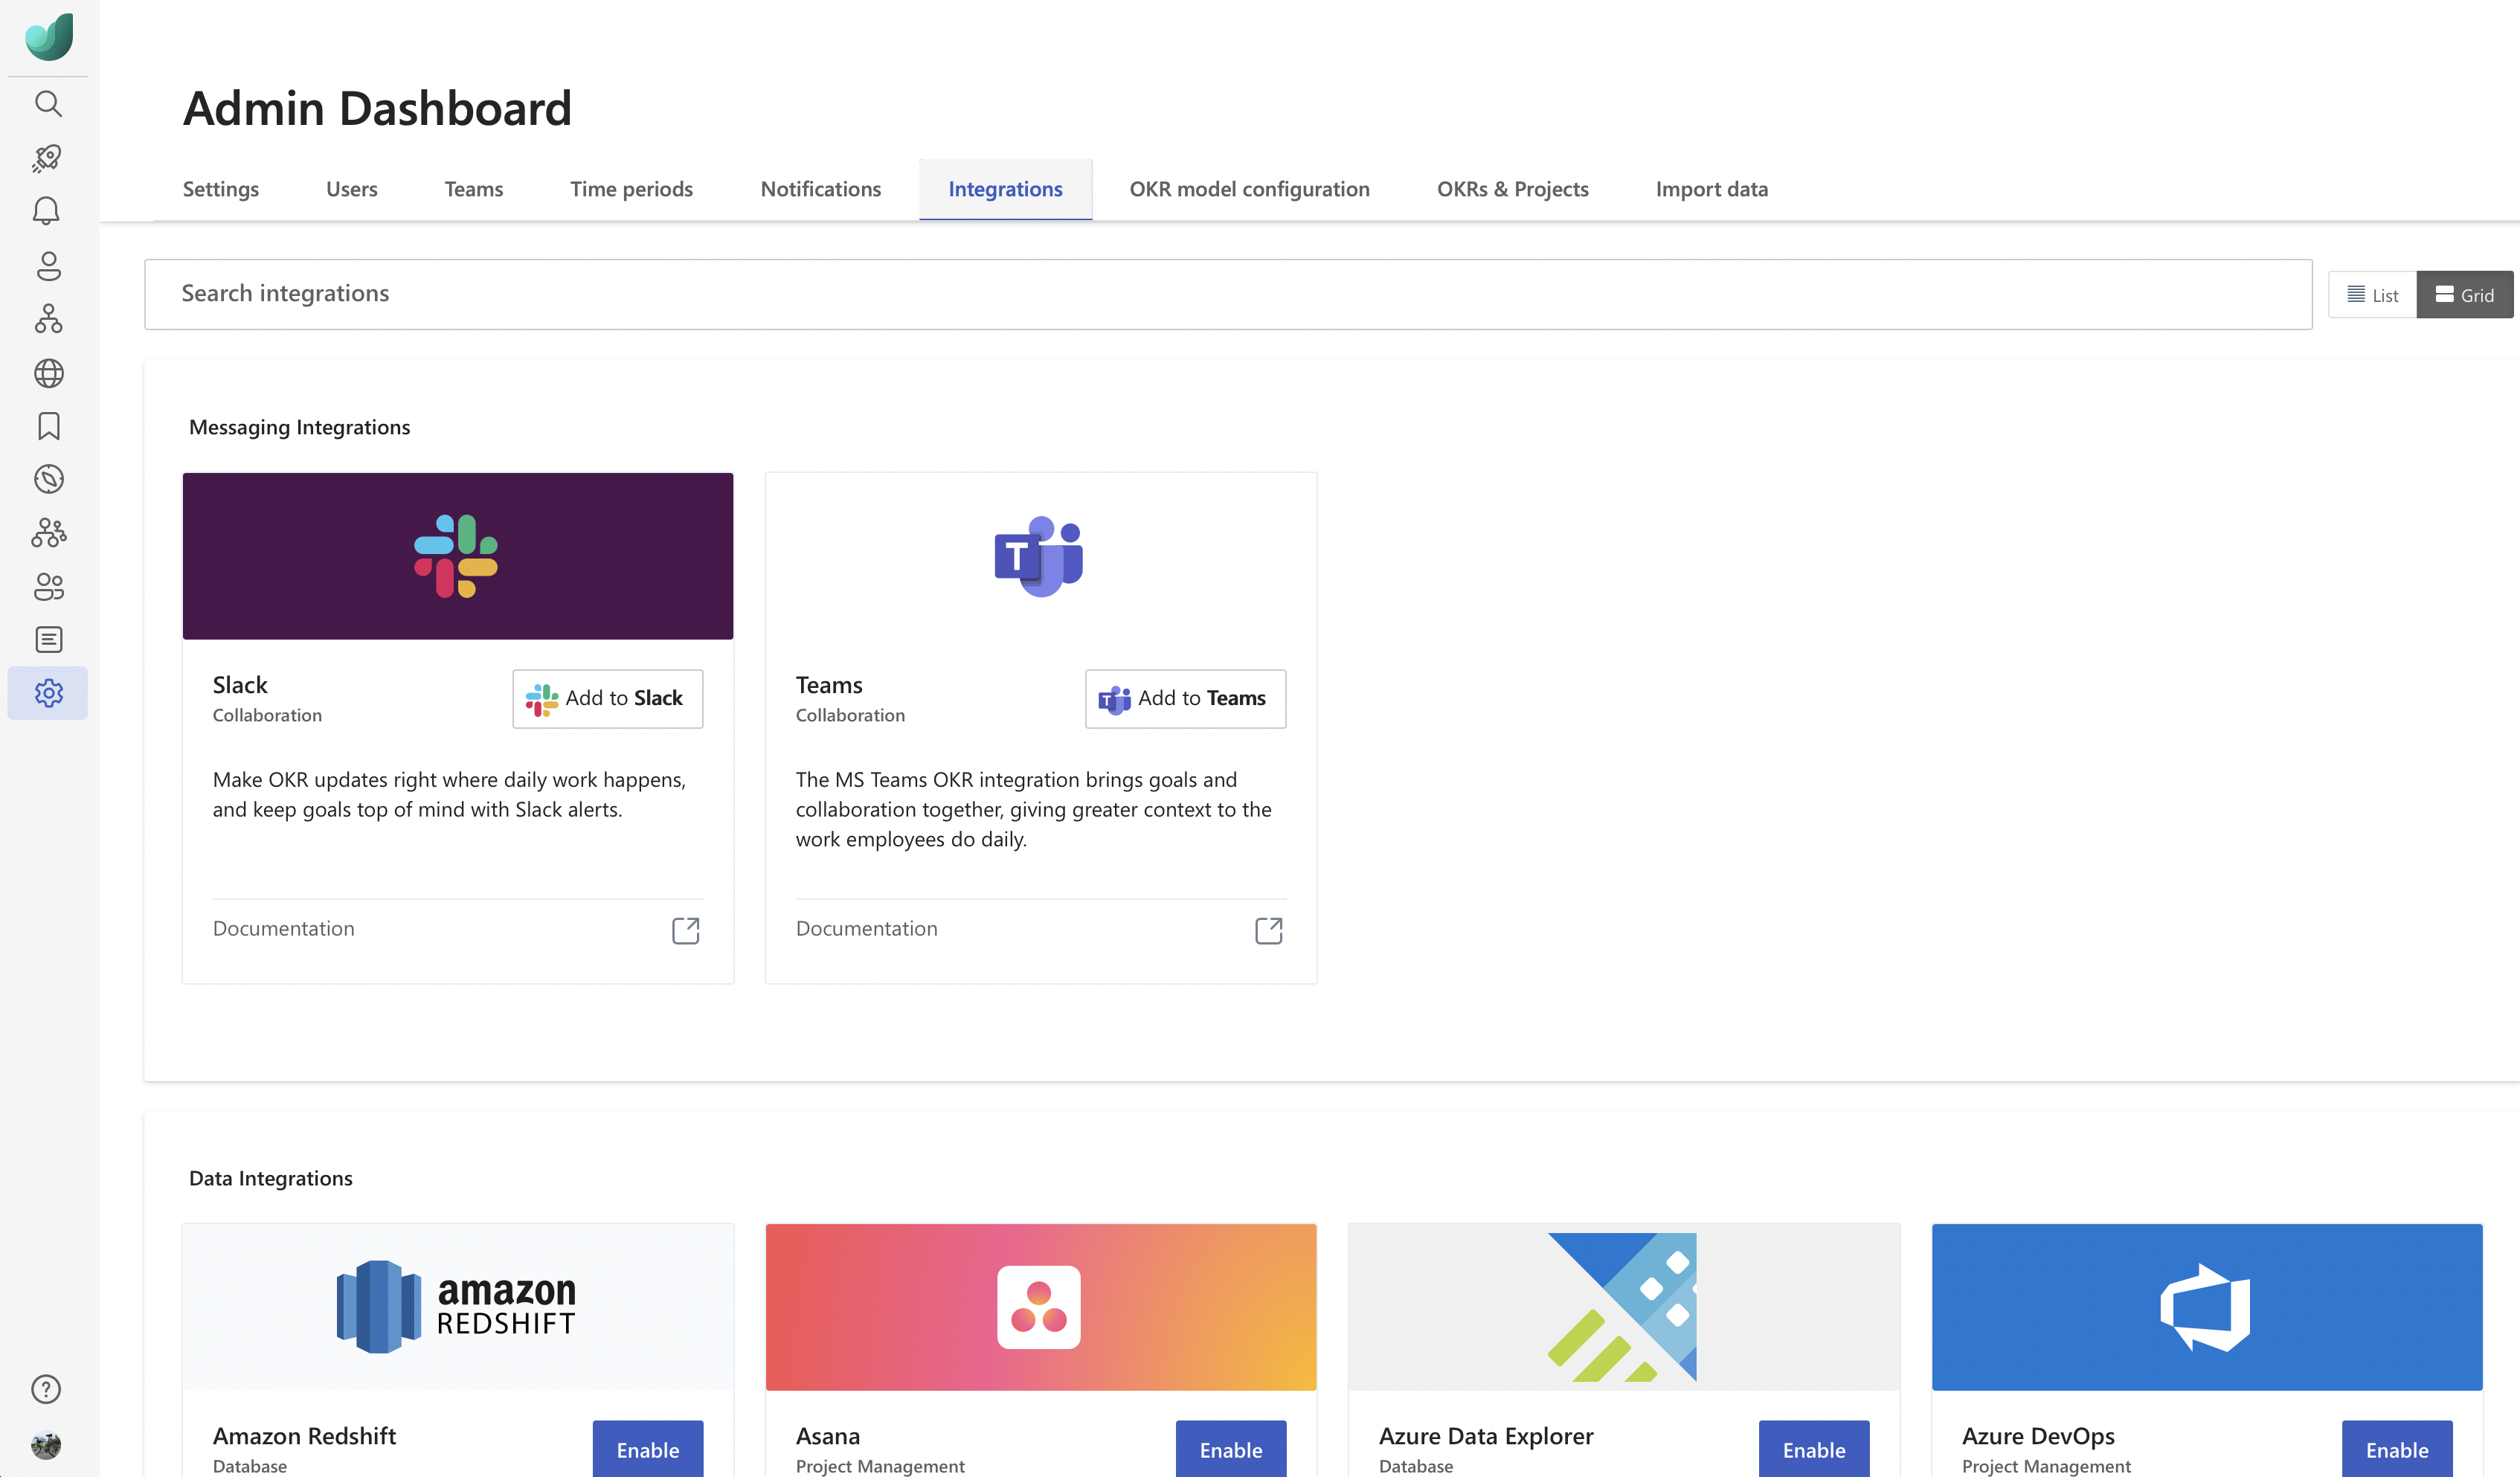 Admin Dashboard
Settings Users Teams Time periods Notifications Integrations OKR model configuration OKRs & Projects Import data
Search integrations
List Grid
Messaging Integrations
Slack
Collaboration
Add to Slack
Make OKR updates right where daily work happens,
and keep goals top of mind with Slack alerts.
Documentation
T
Teams
Collaboration
T Add to Teams
The MS Teams OKR integration brings goals and
collaboration together, giving greater context to the
work employees do daily.
Documentation
Data Integrations
amazon
REDSHIFT
Amazon Redshift
Database
Enable
Asana
Project Management
Enable
Azure Data Explorer
Database
Enable
Azure DevOps
Project Management
Enable
?